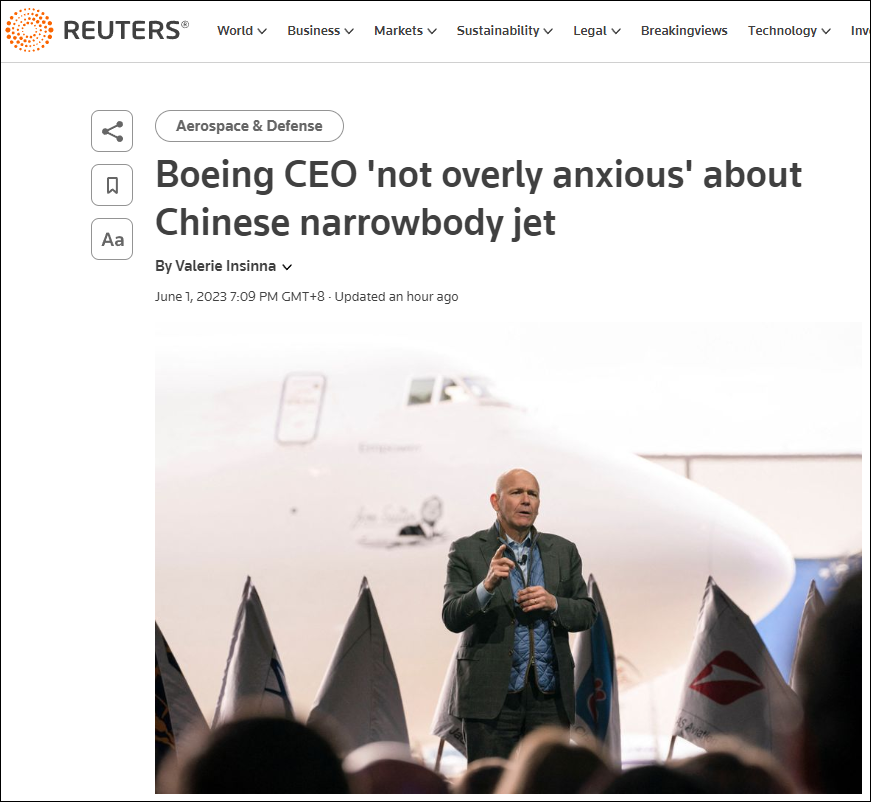 REUTERS®
World
Business
Markets
Sustainability
Legal
Breakingviews
Technology
Aerospace & Defense
Aa
Boeing CEO 'not overly anxious' about
Chinese narrowbody jet
By Valerie Insinna
June 1, 2023 7:09 PM GMT+8 · Updated an hour ago